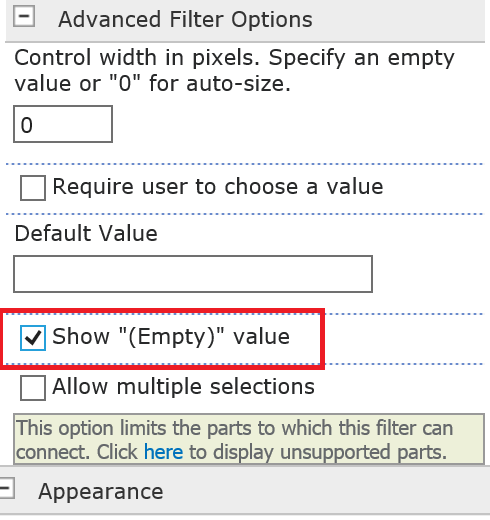 Advanced Filter Options
Control width in pixels. Specify an empty
value or "0" for auto-size.
0
Require user to choose a value
Default Value
Show "(Empty)" value
Allow multiple selections
This option limits the parts to which this filter can
connect. Click here to display unsupported parts.
Appearance